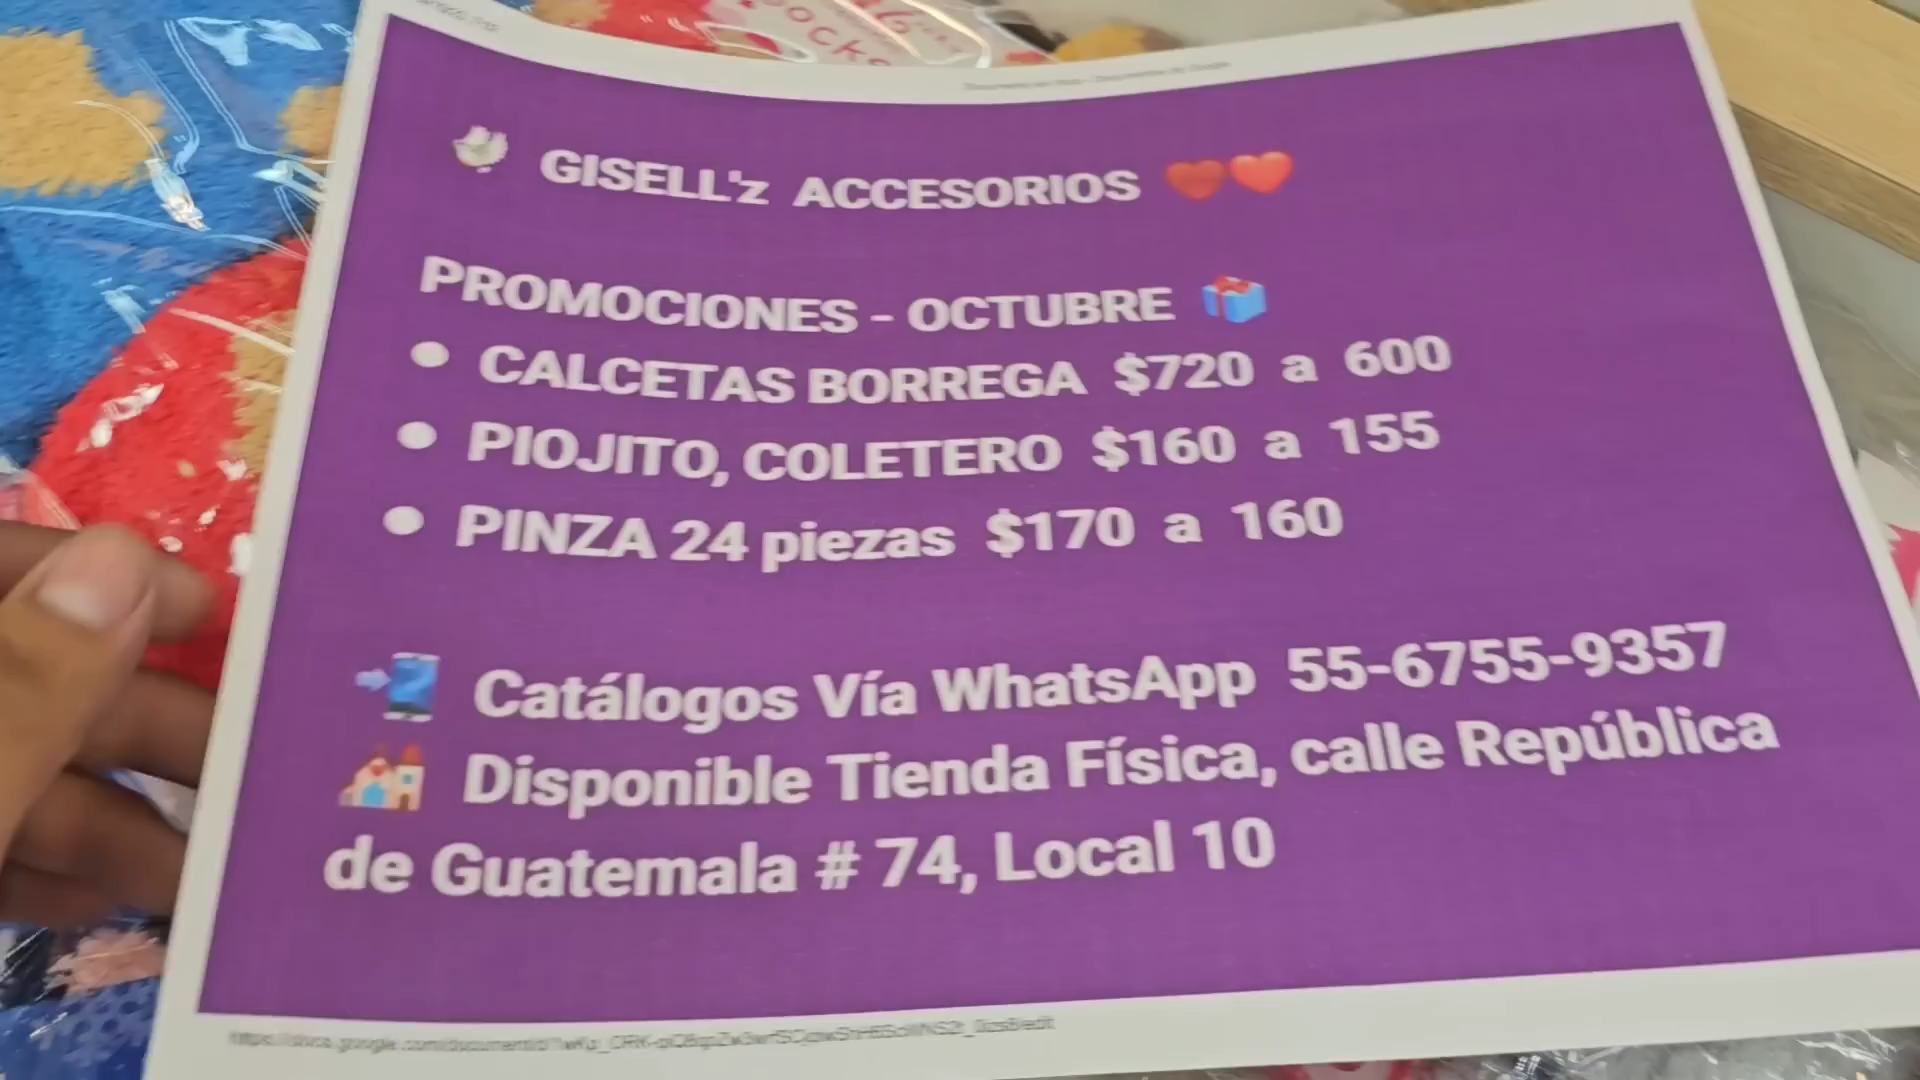 GISELL'z ACCESORIOS
PROMOCIONES - OCTUBRE
● CALCETAS BORREGA $720 a 600
● PIOJITO, COLETERO $160 a 155
● PINZA 24 piezas $170 a 160
Catálogos Vía WhatsApp 55-6755-9357
Disponible Tienda Física, calle República
de Guatemala # 74, Local 10